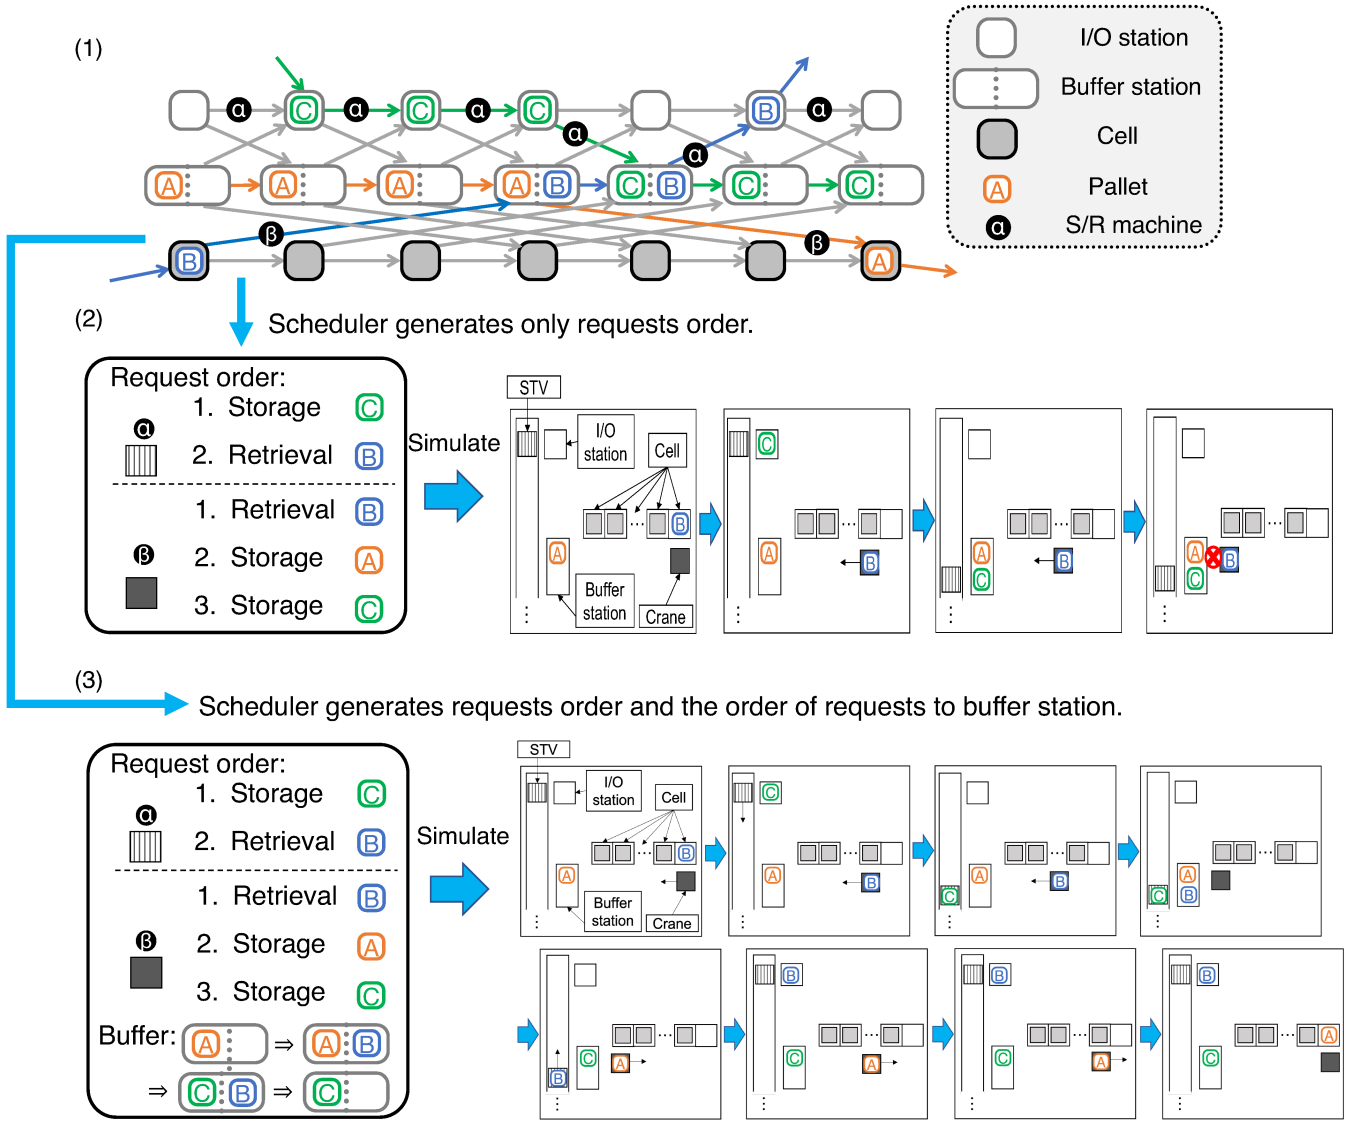 (1)
α C α C α C α B α
α α
A A A A B C B C C
β β
B A
I/O station
Buffer station
Cell
A Pallet
α S/R machine
(2)
Scheduler generates only requests order.
Request order:
α
1. Storage C
2. Retrieval B
β
1. Retrieval B
2. Storage A
3. Storage C
Simulate
STV
I/O
station
Cell
...
B
A
Buffer
station
Crane
⋮
C
...
A
B
⋮
...
A
C
B
⋮
...
A
C
B
⋮
(3)
Scheduler generates requests order and the order of requests to buffer station.
Request order:
α
1. Storage C
2. Retrieval B
β
1. Retrieval B
2. Storage A
3. Storage C
Buffer: A ⇒ A B
⇒ C B ⇒ C
Simulate
STV
I/O
station
Cell
...
B
A
Buffer
station
Crane
⋮
C
...
A
B
⋮
...
A
B
C
⋮
...
A
B
C
⋮
...
C
A
B
⋮
B
...
C
A
⋮
B
...
C
A
⋮
B
...
A
C
⋮